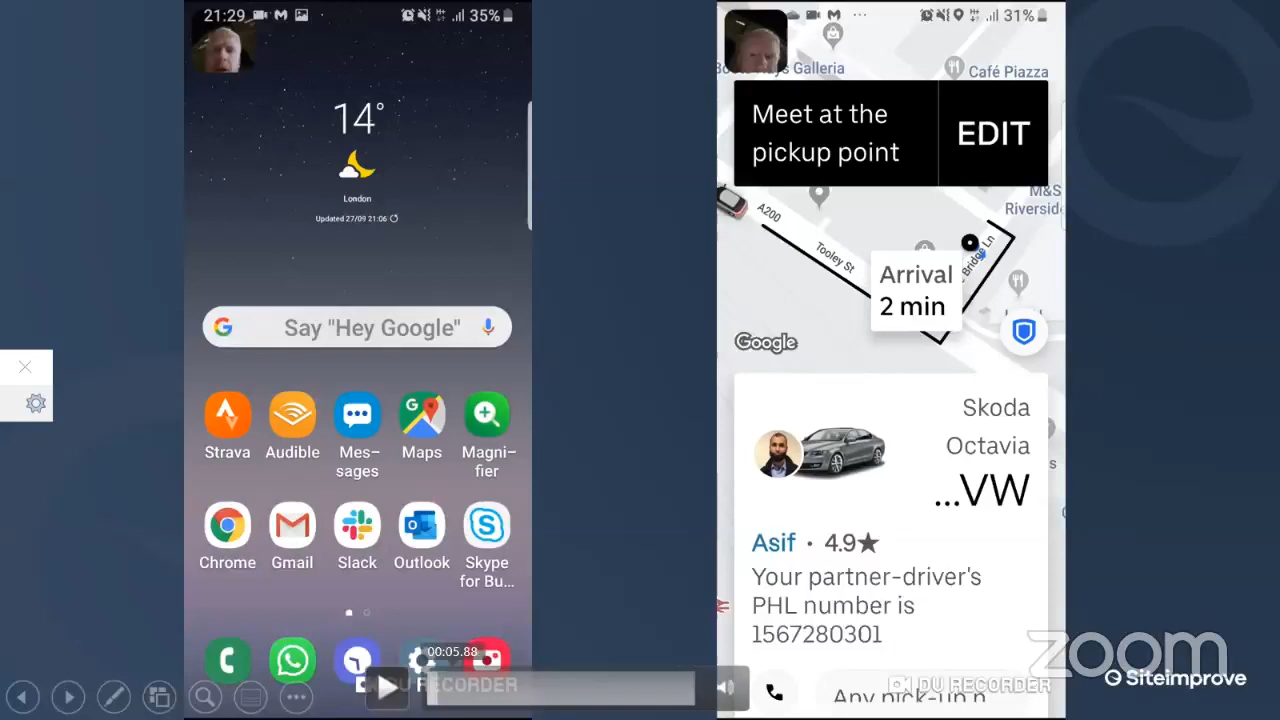 21:29
35%
14°
London
Updated 27/09 21:06
Say "Hey Google"
Strava
Audible
Mes-
sages
Maps
Magni-
fier
Chrome
Gmail
Slack
Outlook
Skype
for Bu...
00:05.88
DU RECORDER
31%
Galleria
Café Piazza
Meet at the
pickup point
EDIT
M&S
Riverside
A200
Tooley St
Bridge Ln
Arrival
2 min
Google
Skoda
Octavia
...VW
Asif · 4.9★
Your partner-driver's
PHL number is
1567280301
Any pick-up n
DU RECORDER
zoom
Siteimprove